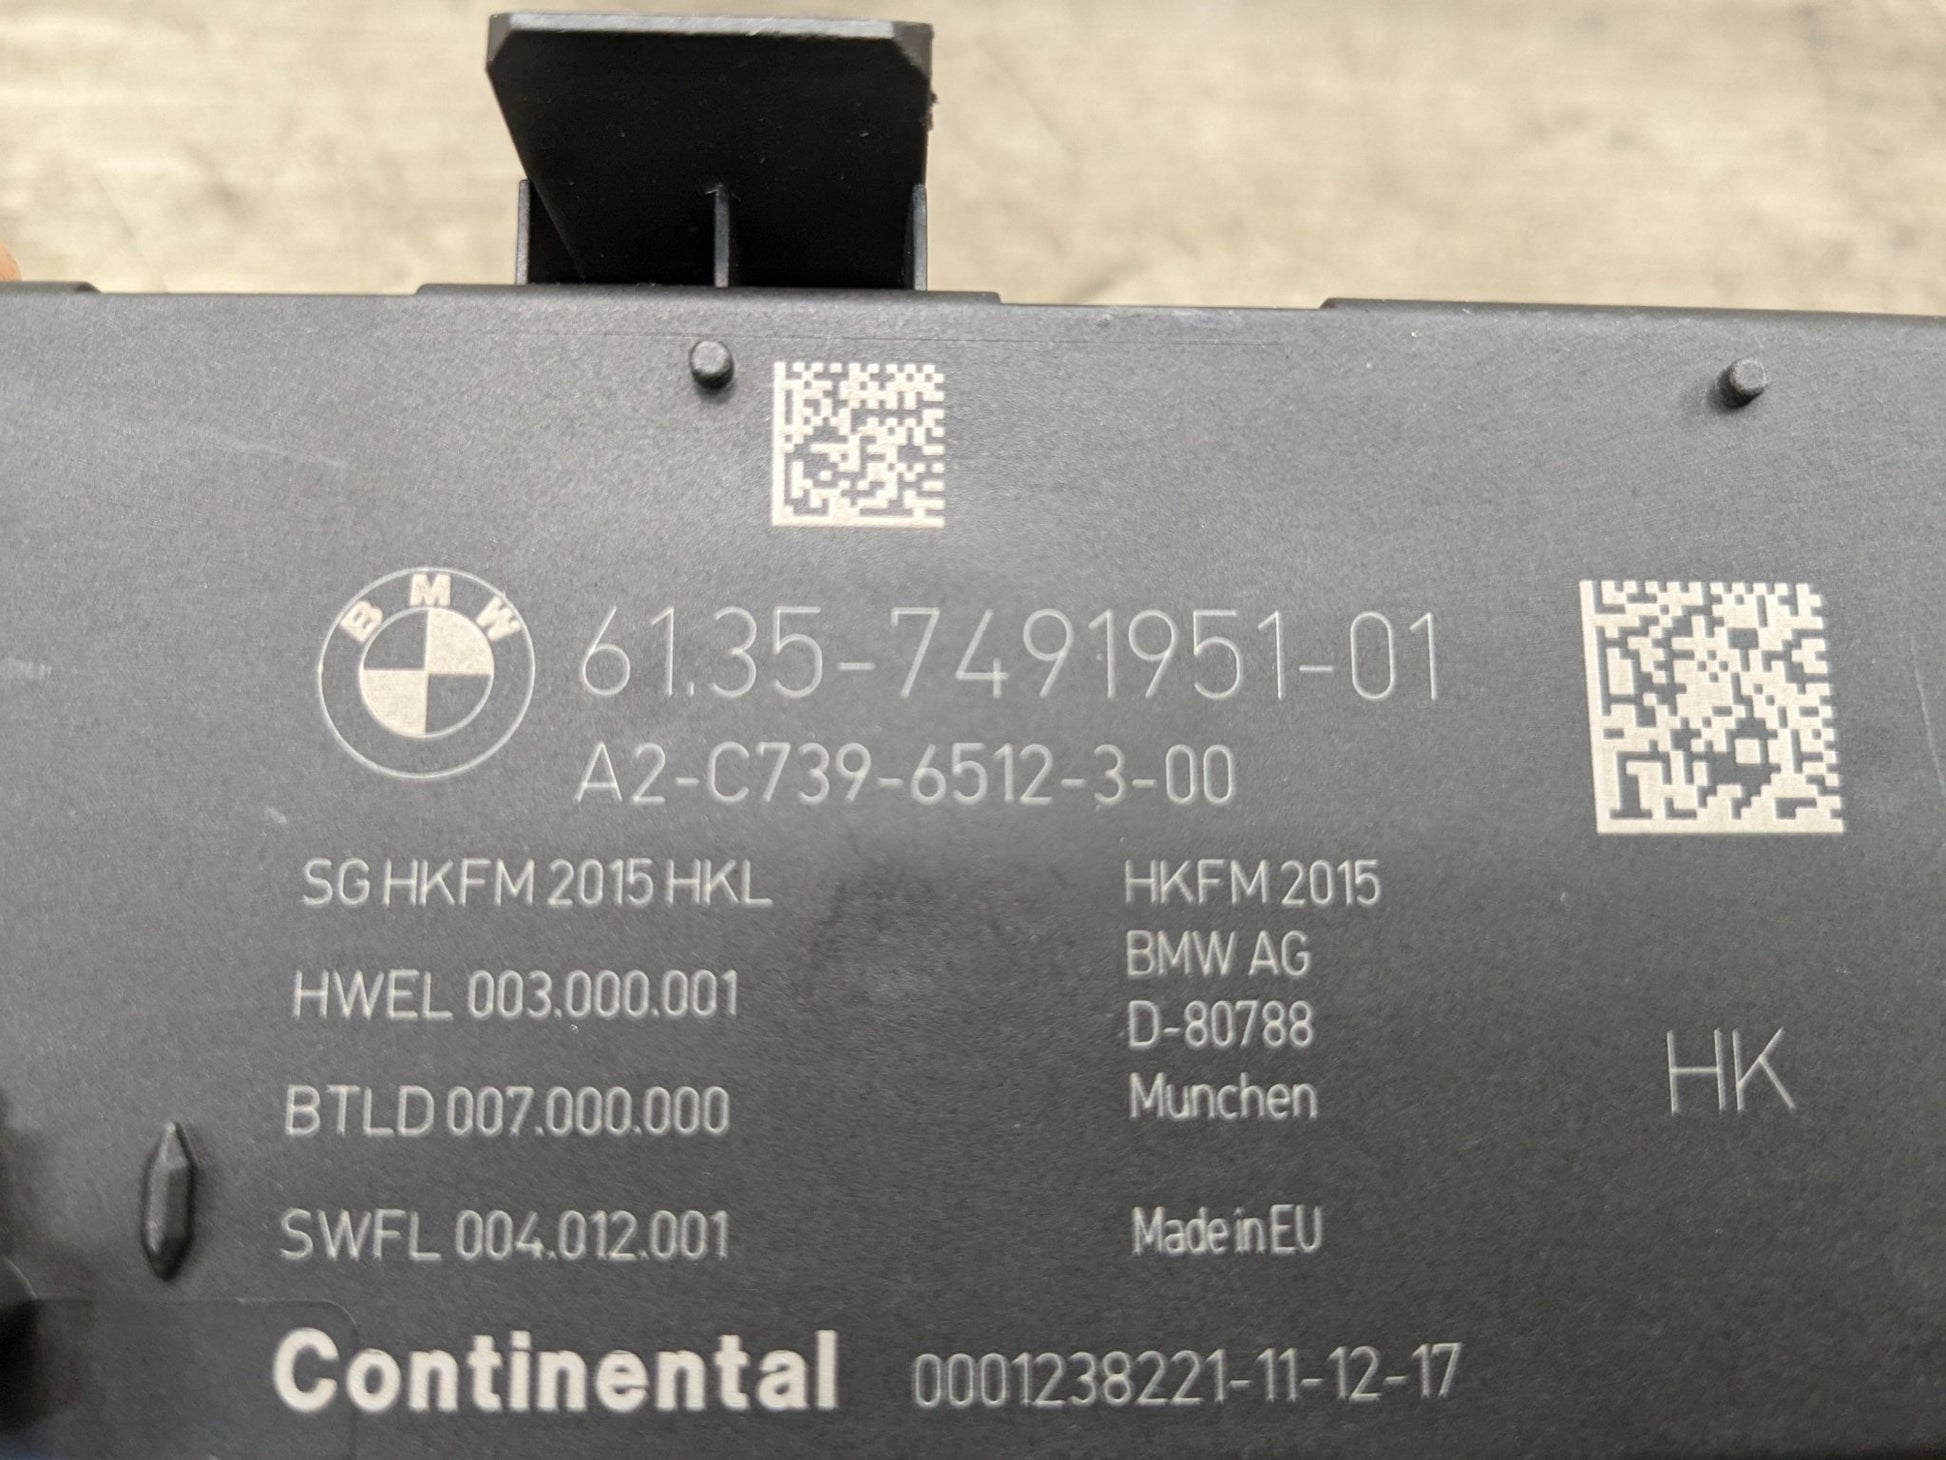 BMW
61.35-7491951-01
A2-C739-6512-3-00
SG HKFM 2015 HKL
HWEL 003.000.001
BTLD 007.000.000
SWFL 004.012.001
HKFM 2015
BMW AG
D-80788
Munchen
Made in EU
HK
Continental 0001238221-11-12-17